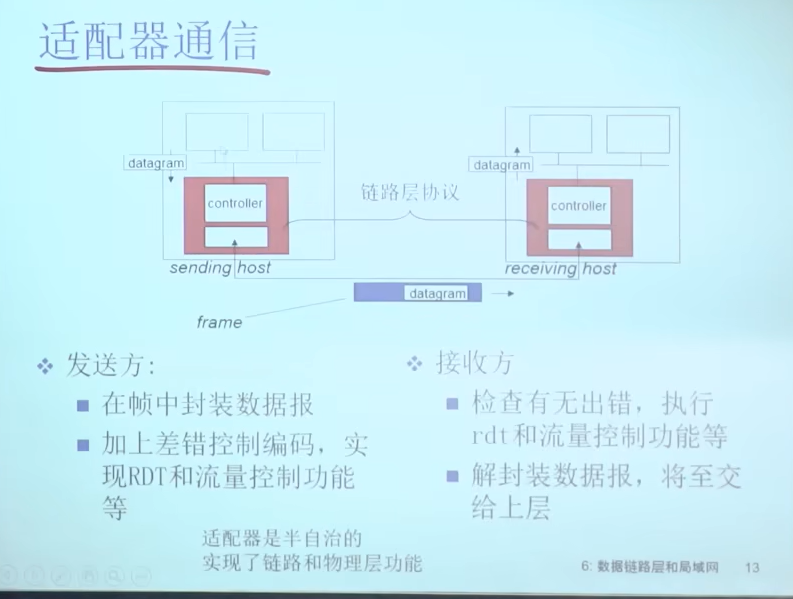 适配器通信
datagram
datagram
controller
链路层协议
controller
sending host
receiving host
datagram
frame
发送方:
在帧中封装数据报
加上差错控制编码，实
现RDT和流量控制功能
等
接收方
检查有无出错，执行
rdt和流量控制功能等
解封装数据报，将至交
给上层
适配器是半自治的
实现了链路和物理层功能
6: 数据链路层和局域网 13